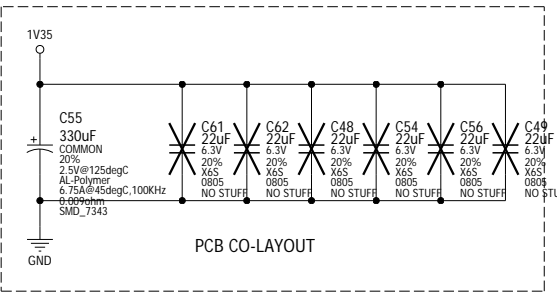 1V35
C55
330uF
COMMON
20%
2.5V@125degC
AL-Polymer
6.75A@45degC,100KHz
0.009ohm
SMD_7343
+
GND
C61
22uF
6.3V
20%
X6S
0805
NO STUFF
C62
22uF
6.3V
20%
X6S
0805
NO STUFF
C48
22uF
6.3V
20%
X6S
0805
NO STUFF
C54
22uF
6.3V
20%
X6S
0805
NO STUFF
C56
22uF
6.3V
20%
X6S
0805
NO STUFF
C49
22uF
6.3V
20%
X6S
0805
NO STU
PCB CO-LAYOUT